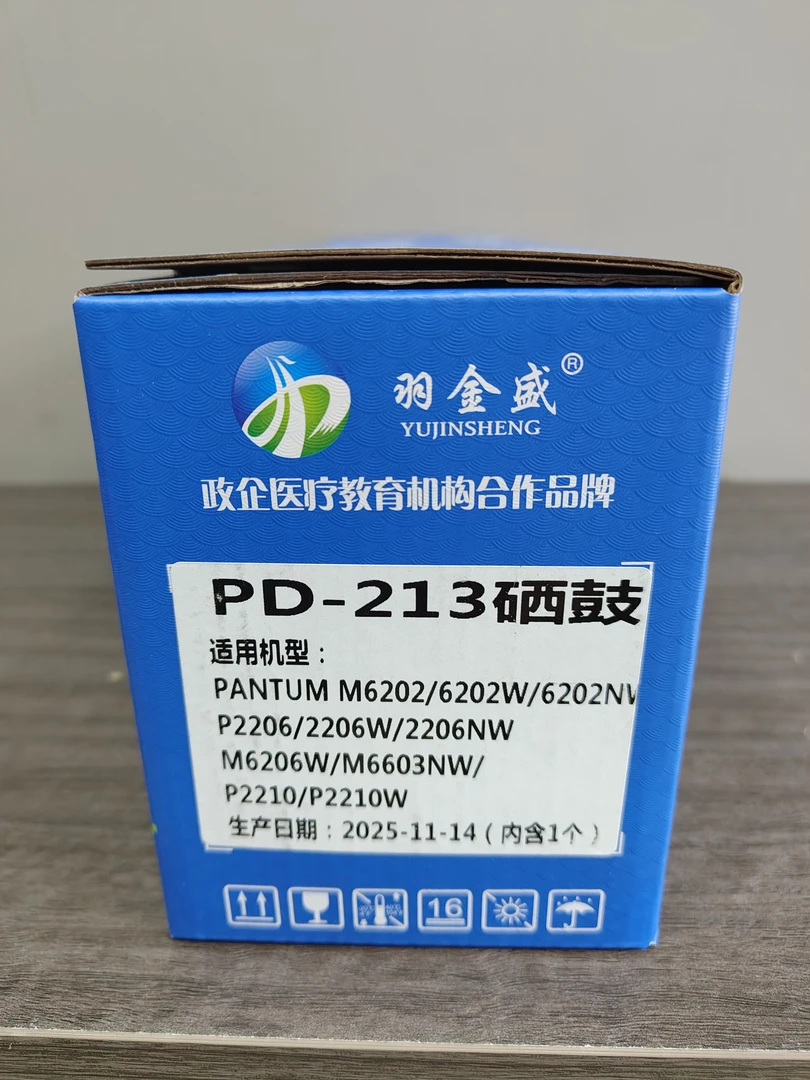 羽金盛®
YUJINSHENG
政企医疗教育机构合作品牌
PD-213硒鼓
适用机型：
PANTUM M6202/6202W/6202NW
P2206/2206W/2206NW
M6206W/M6603NW/
P2210/P2210W
生产日期：2025-11-14（内含1个）
16